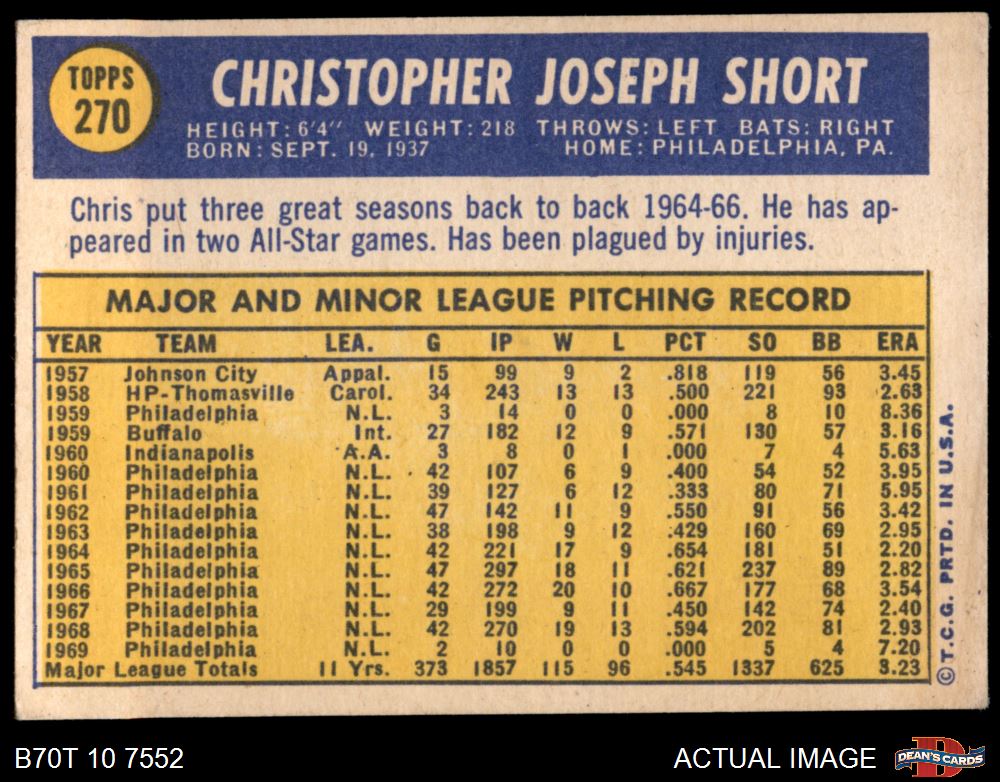 TOPPS
270
CHRISTOPHER JOSEPH SHORT
HEIGHT: 6'4" WEIGHT: 218 THROWS: LEFT BATS: RIGHT
BORN: SEPT. 19, 1937 HOME: PHILADELPHIA, PA.
Chris put three great seasons back to back 1964-66. He has ap-
peared in two All-Star games. Has been plagued by injuries.
MAJOR AND MINOR LEAGUE PITCHING RECORD
YEAR TEAM LEA. G IP W L PCT SO BB ERA
1957 Johnson City Appal. 15 99 9 2 .818 119 56 3.45
1958 HP-Thomasville Carol. 34 243 13 13 .500 221 93 2.63
1959 Philadelphia N.L. 3 14 0 0 .000 8 10 8.36
1959 Buffalo Int. 27 182 12 9 .571 130 57 3.16
1960 Indianapolis A.A. 3 8 0 1 .000 7 4 5.63
1960 Philadelphia N.L. 42 107 6 9 .400 54 52 3.95
1961 Philadelphia N.L. 39 127 6 12 .333 80 71 5.95
1962 Philadelphia N.L. 47 142 11 9 .550 91 56 3.42
1963 Philadelphia N.L. 38 198 9 12 .429 160 69 2.95
1964 Philadelphia N.L. 42 221 17 9 .654 181 51 2.20
1965 Philadelphia N.L. 47 297 18 11 .621 237 89 2.82
1966 Philadelphia N.L. 42 272 20 10 .667 177 68 3.54
1967 Philadelphia N.L. 29 199 9 11 .450 142 74 2.40
1968 Philadelphia N.L. 42 270 19 13 .594 202 81 2.93
1969 Philadelphia N.L. 2 10 0 0 .000 5 4 7.20
Major League Totals 11 Yrs. 373 1857 115 96 .545 1337 625 3.23
©T.C.G. PRTD. IN U.S.A.
B70T 10 7552
ACTUAL IMAGE
D
DEAN'S CARDS